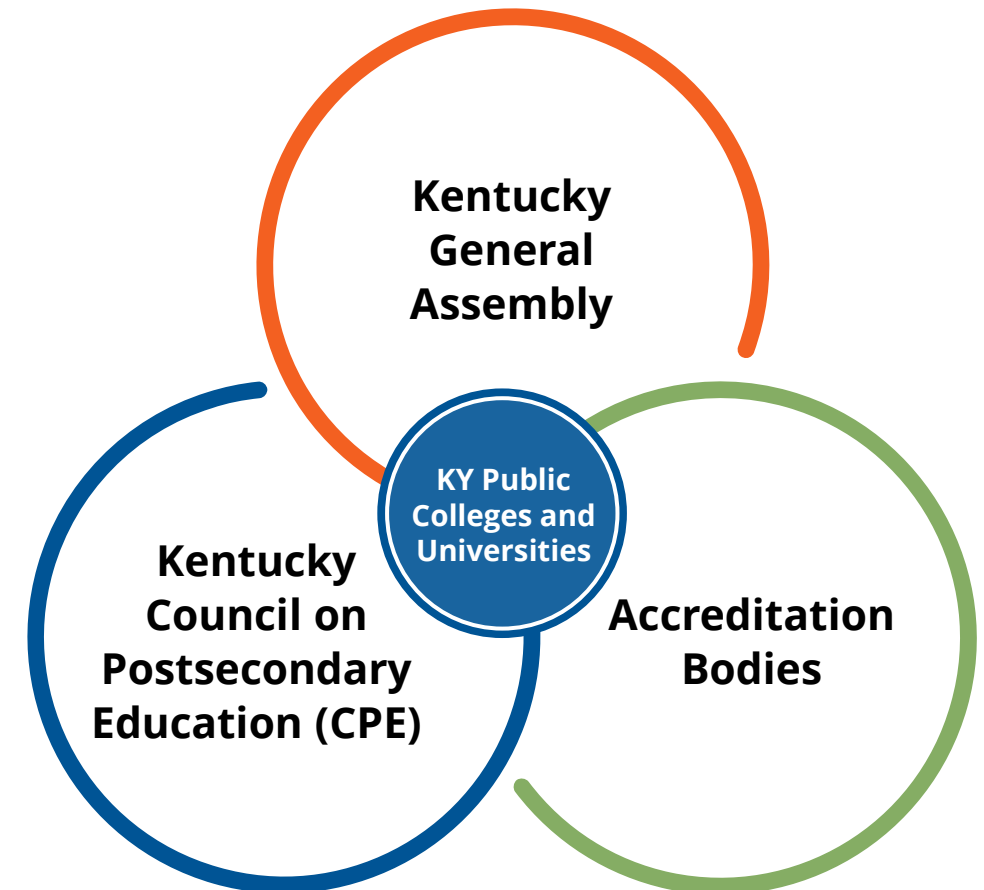 Kentucky
General
Assembly
KY Public
Colleges and
Universities
Kentucky
Council on
Postsecondary
Education (CPE)
Accreditation
Bodies